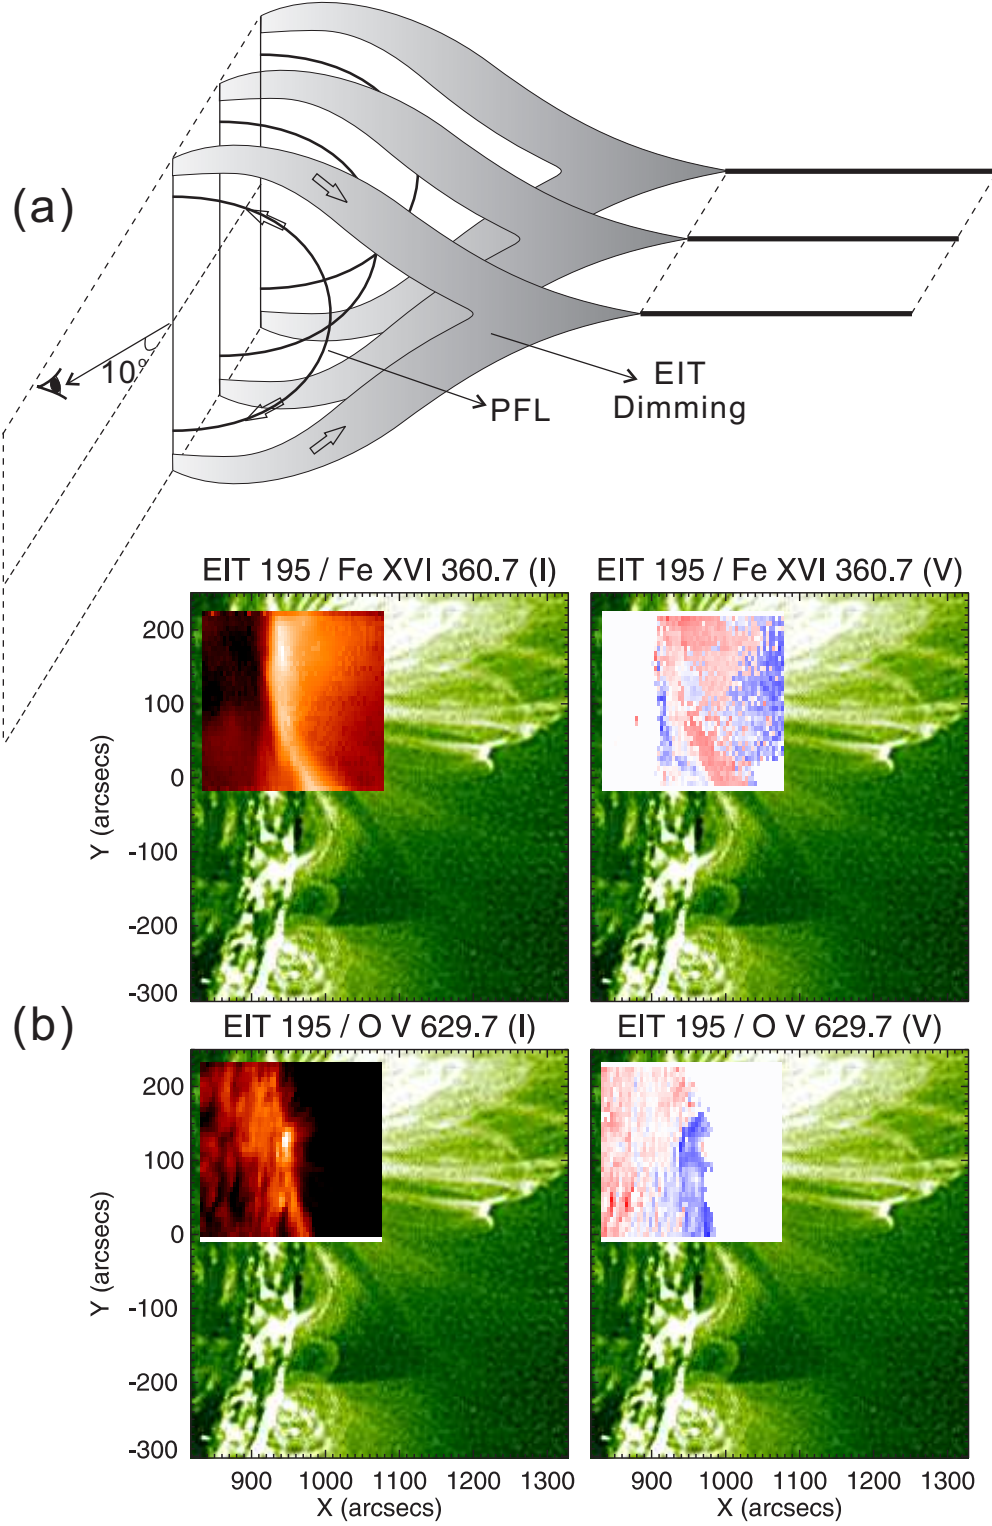 (a)
10°
PFL
EIT
Dimming
EIT 195 / Fe XVI 360.7 (I)
EIT 195 / Fe XVI 360.7 (V)
200
100
0
-100
-200
-300
Y (arcsecs)
(b)
EIT 195 / O V 629.7 (I)
EIT 195 / O V 629.7 (V)
200
100
0
-100
-200
-300
Y (arcsecs)
900 1000 1100 1200 1300
X (arcsecs)
900 1000 1100 1200 1300
X (arcsecs)